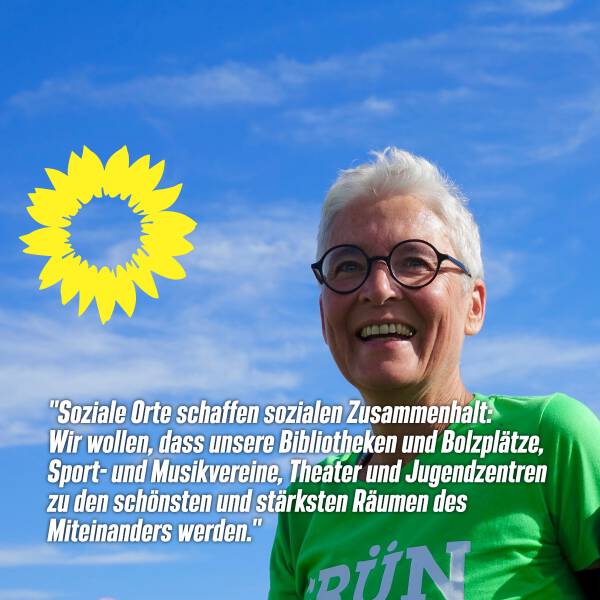 "Soziale Orte schaffen sozialen Zusammenhalt:
Wir wollen, dass unsere Bibliotheken und Bolzplätze,
Sport- und Musikvereine, Theater und Jugendzentren
zu den schönsten und stärksten Räumen des
Miteinanders werden."
RÜN